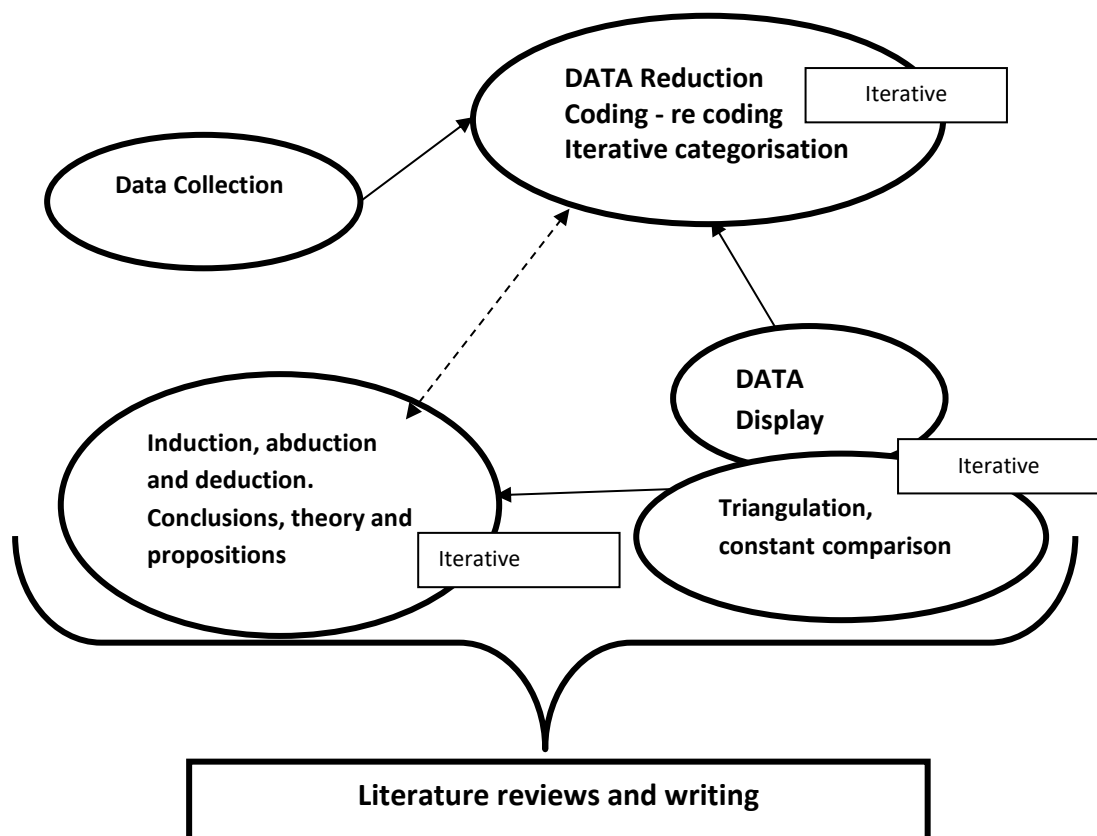 DATA Reduction
Coding - re coding
Iterative categorisation
Iterative
Data Collection
DATA
Display
Iterative
Induction, abduction
and deduction.
Conclusions, theory and
propositions
Iterative
Triangulation,
constant comparison
Literature reviews and writing